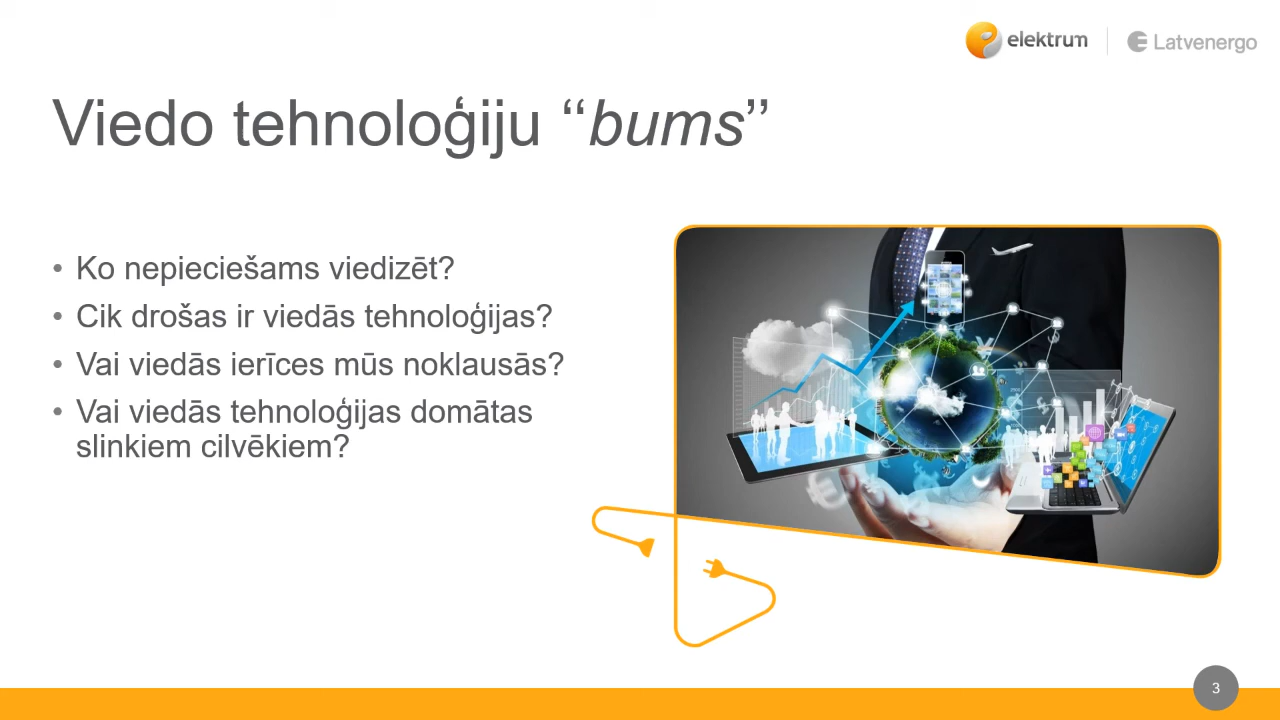 elektrum
Latvenergo
Viedo tehnoloģiju “bums”
• Ko nepieciešams viedizēt?
• Cik drošas ir viedās tehnoloģijas?
• Vai viedās ierīces mūs noklausās?
• Vai viedās tehnoloģijas domātas
slinkiem cilvēkiem?
3